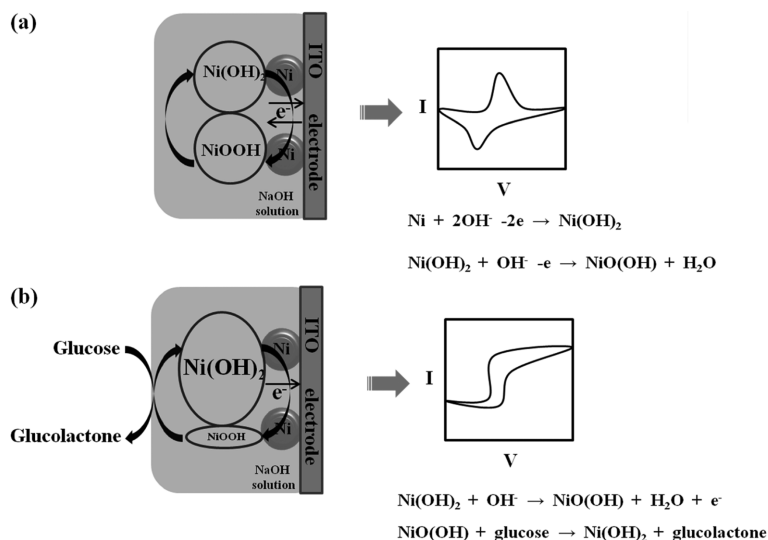 (a)
Ni(OH)₂
Ni
ITO electrode
e⁻
NiOOH
Ni
NaOH
solution
I
V
Ni + 2OH⁻ -2e → Ni(OH)₂
Ni(OH)₂ + OH⁻ -e → NiO(OH) + H₂O
(b)
Glucose
Ni(OH)₂
Ni
ITO electrode
e⁻
Glucolactone
NiOOH
Ni
NaOH
solution
I
V
Ni(OH)₂ + OH⁻ → NiO(OH) + H₂O + e⁻
NiO(OH) + glucose → Ni(OH)₂ + glucolactone